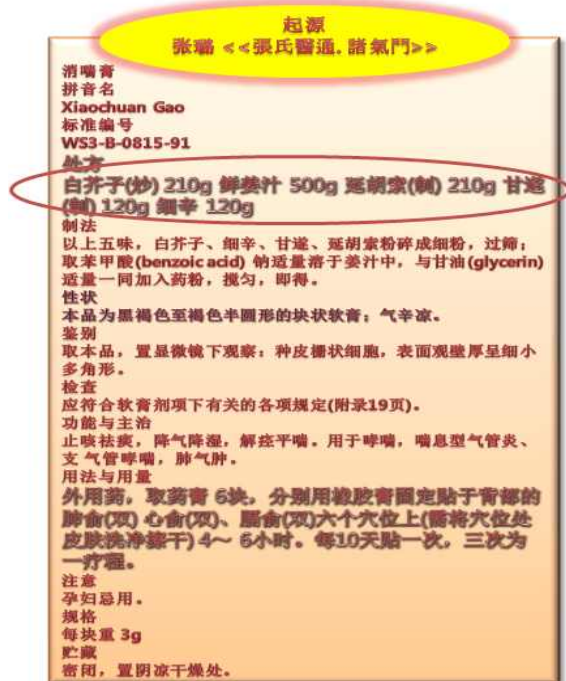 起源
张璐 <<張氏醫通. 諸氣門>>
消喘膏
拼音名
Xiaochuan Gao
标准编号
WS3-B-0815-91
处方
白芥子(炒) 210g 鲜姜汁 500g 延胡索(制) 210g 甘遂
(制) 120g 细辛 120g
制法
以上五味，白芥子、细辛、甘遂、延胡索粉碎成细粉，过筛；
取苯甲酸(benzoic acid) 钠适量溶于姜汁中，与甘油(glycerin)
适量一同加入药粉，搅匀，即得。
性状
本品为黑褐色至褐色半圆形的块状软膏；气辛凉。
鉴别
取本品，置显微镜下观察：种皮栅状细胞，表面观壁厚呈细小
多角形。
检查
应符合软膏剂项下有关的各项规定(附录19页)。
功能与主治
止咳祛痰，降气降湿，解痉平喘。用于哮喘，喘息型气管炎、
支 气管哮喘，肺气肿。
用法与用量
外用药，取药膏 6块，分别用橡胶膏固定贴于背部的
肺俞(双) 心俞(双)、膈俞(双)六个穴位上(需将穴位处
皮肤洗净擦干) 4～ 6小时。每10天贴一次，三次为
一疗程。
注意
孕妇忌用。
规格
每块重 3g
贮藏
密闭，置阴凉干燥处。